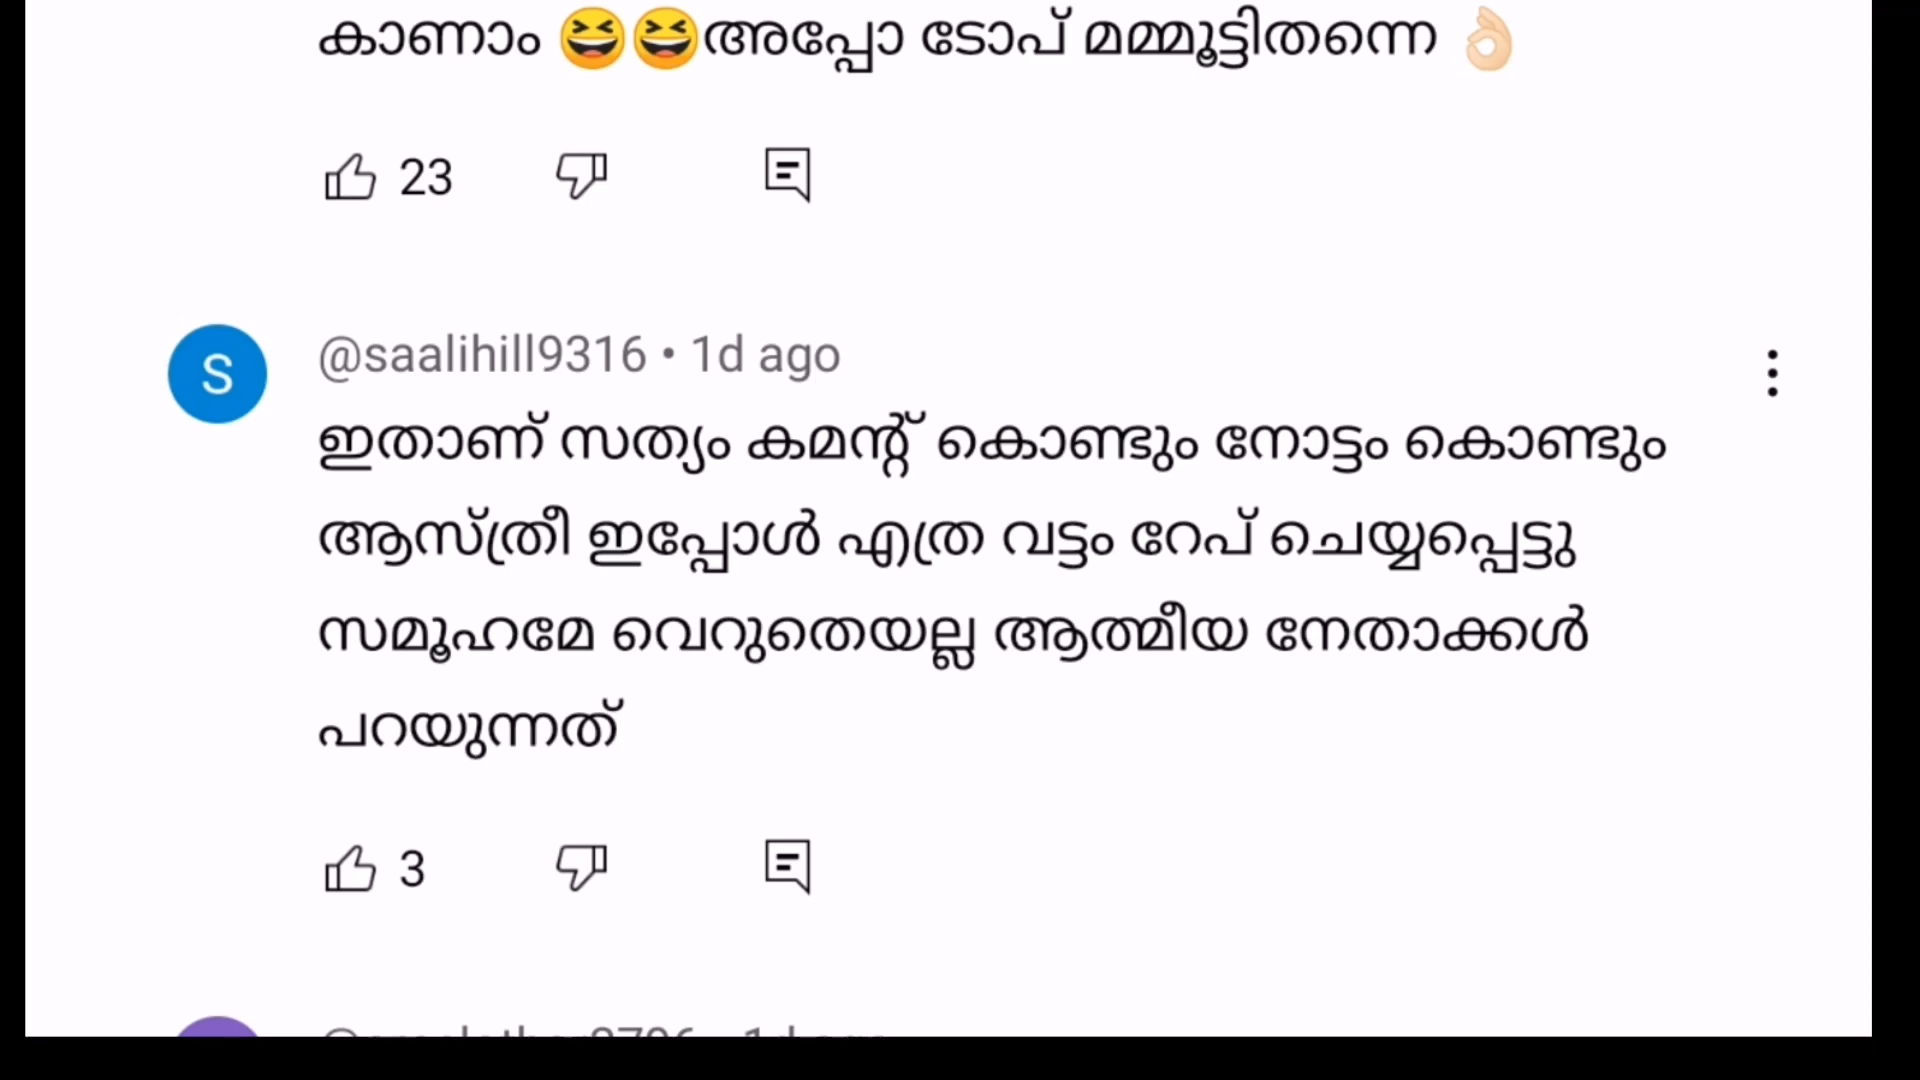 കാണാം 😆😆അപ്പോ ടോപ് മമ്മൂട്ടിതന്നെ 👌🏻
23
S
@saalihill9316 • 1d ago
ഇതാണ് സത്യം കമന്റ് കൊണ്ടും നോട്ടം കൊണ്ടും
ആസ്ത്രീ ഇപ്പോൾ എത്ര വട്ടം റേപ് ചെയ്യപ്പെട്ടു
സമൂഹമേ വെറുതെയല്ല ആത്മീയ നേതാക്കൾ
പറയുന്നത്
3